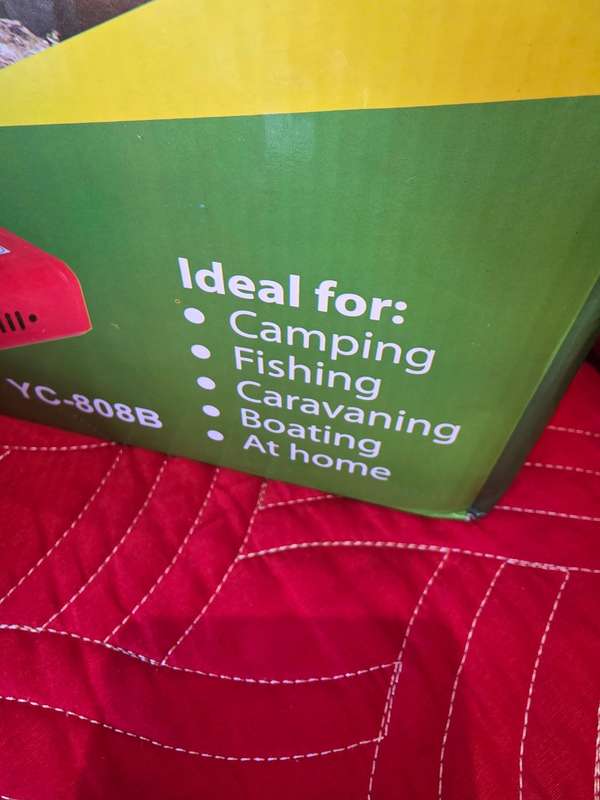 Ideal for:
• Camping
• Fishing
• Caravaning
• Boating
• At home
YC-808B